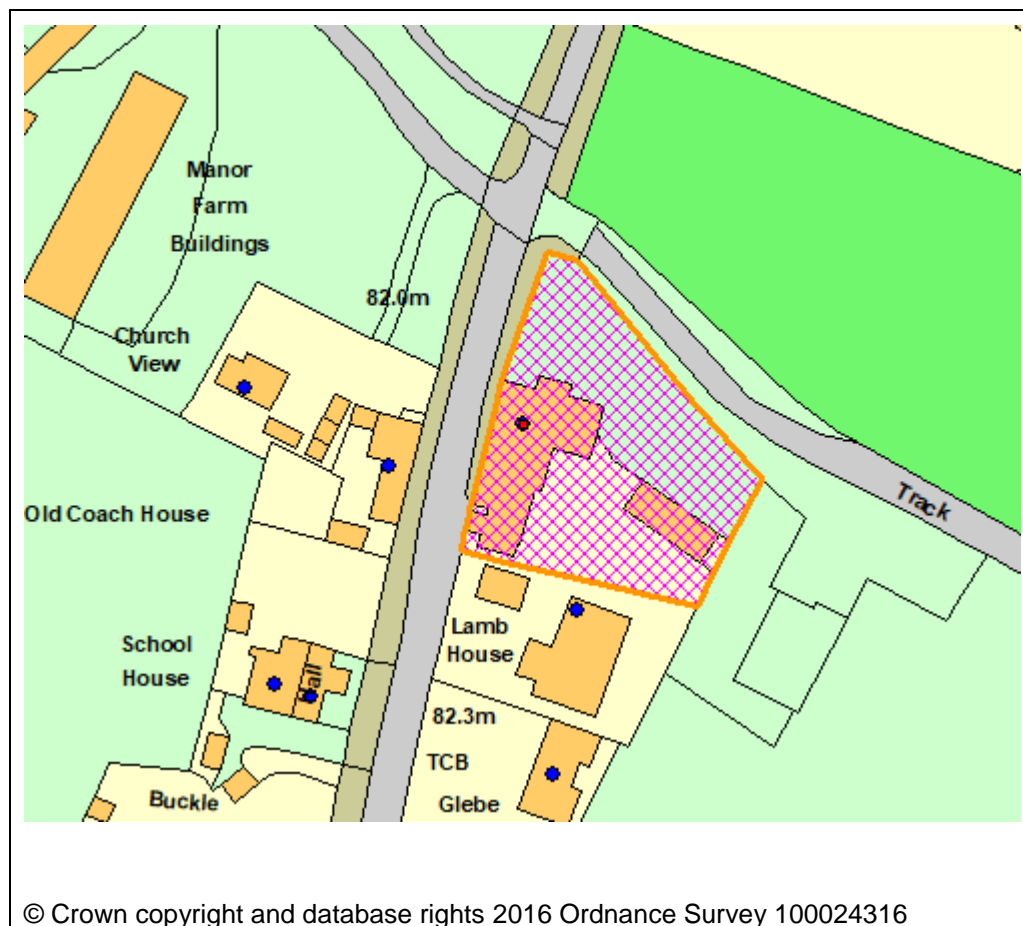 Manor
Farm
Buildings
82.0m
Church
View
Old Coach House
Track
School
House
Hall
Lamb
House
82.3m
TCB
Glebe
Buckle
© Crown copyright and database rights 2016 Ordnance Survey 100024316